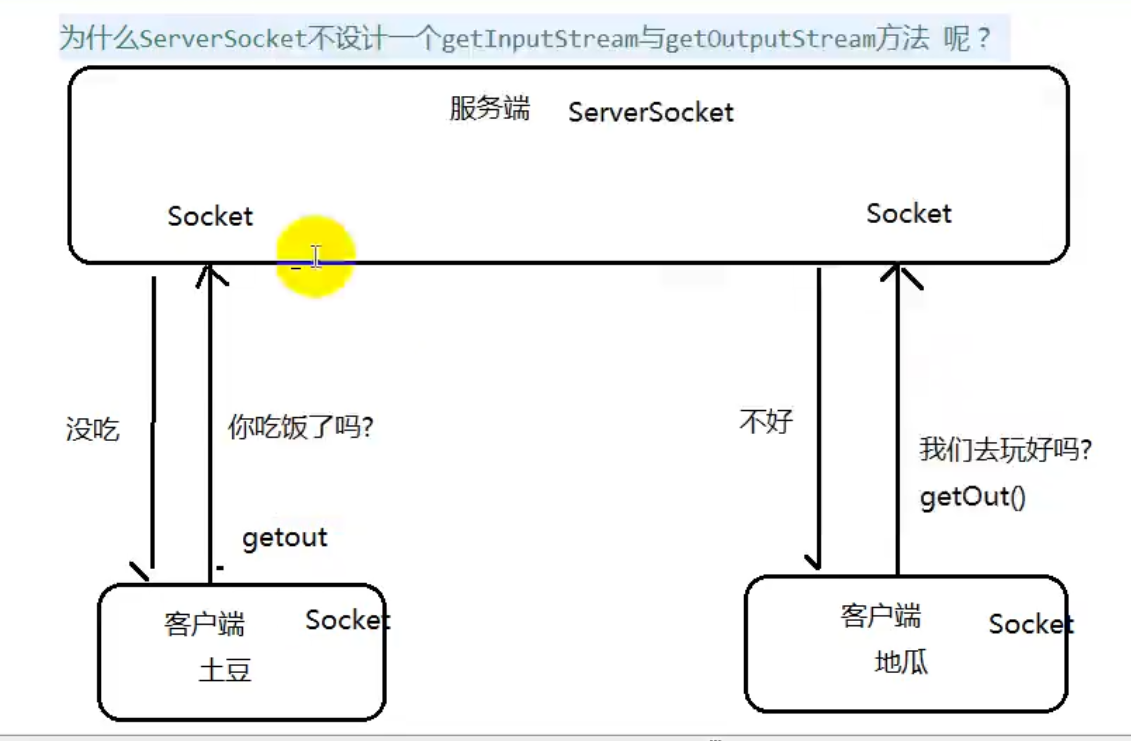 为什么ServerSocket不设计一个getInputStream与getOutputStream方法 呢？
服务端 ServerSocket
Socket
Socket
没吃
你吃饭了吗?
getout
不好
我们去玩好吗?
getOut()
客户端 Socket
土豆
客户端 Socket
地瓜